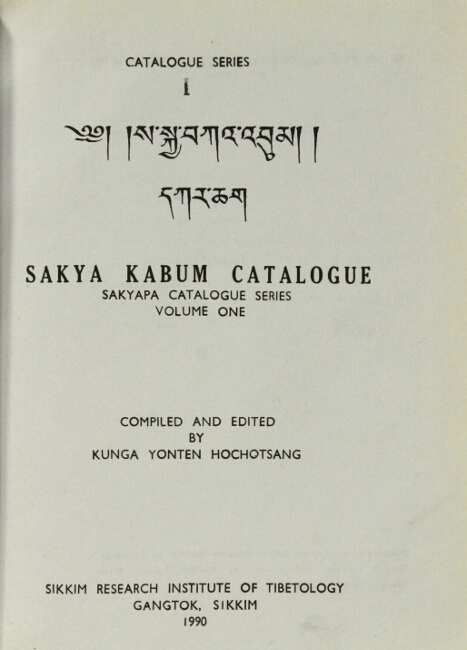 CATALOGUE SERIES
1
༄༅། །ས་སྐྱ་བཀའ་འབུམ། །
དཀར་ཆག
SAKYA KABUM CATALOGUE
SAKYAPA CATALOGUE SERIES
VOLUME ONE
COMPILED AND EDITED
BY
KUNGA YONTEN HOCHOTSANG
SIKKIM RESEARCH INSTITUTE OF TIBETOLOGY
GANGTOK, SIKKIM
1990